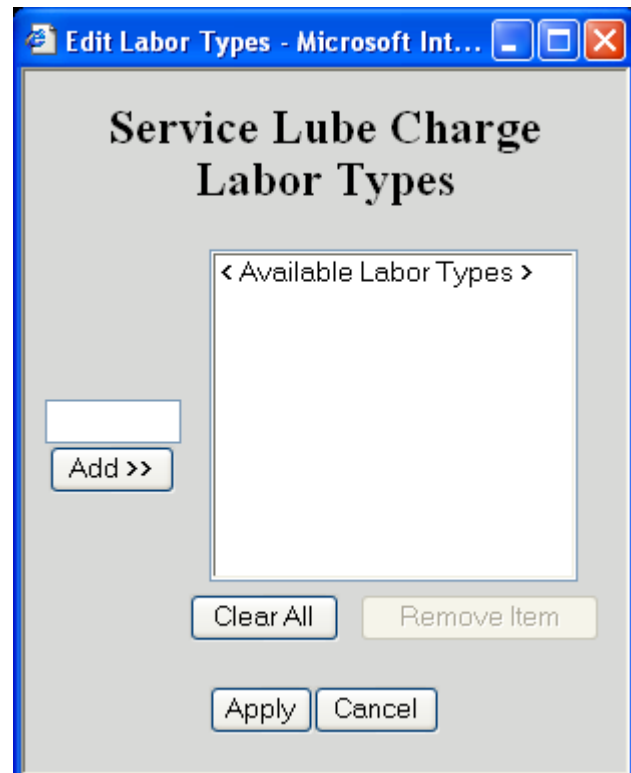 Edit Labor Types - Microsoft Int...
Service Lube Charge
Labor Types
< Available Labor Types >
Add >>
Clear All
Remove Item
Apply
Cancel